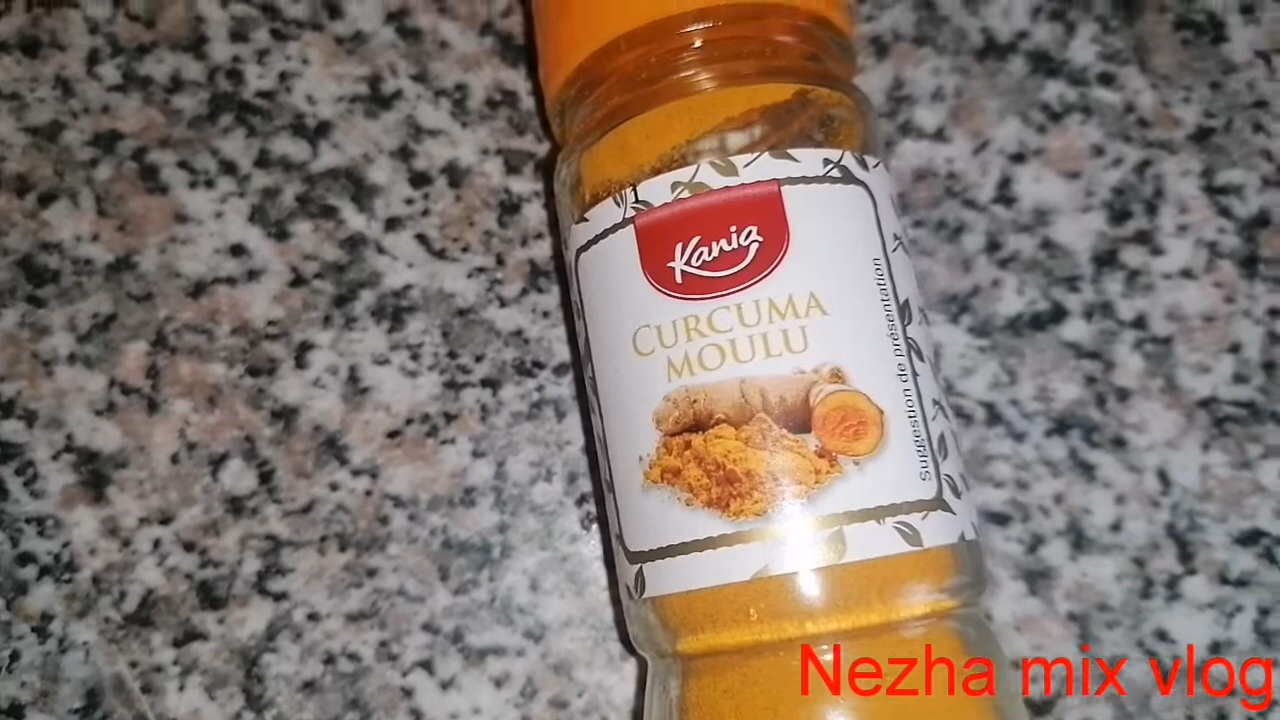 Kania
CURCUMA
MOULU
Suggestion de présentation
Nezha mix vlog